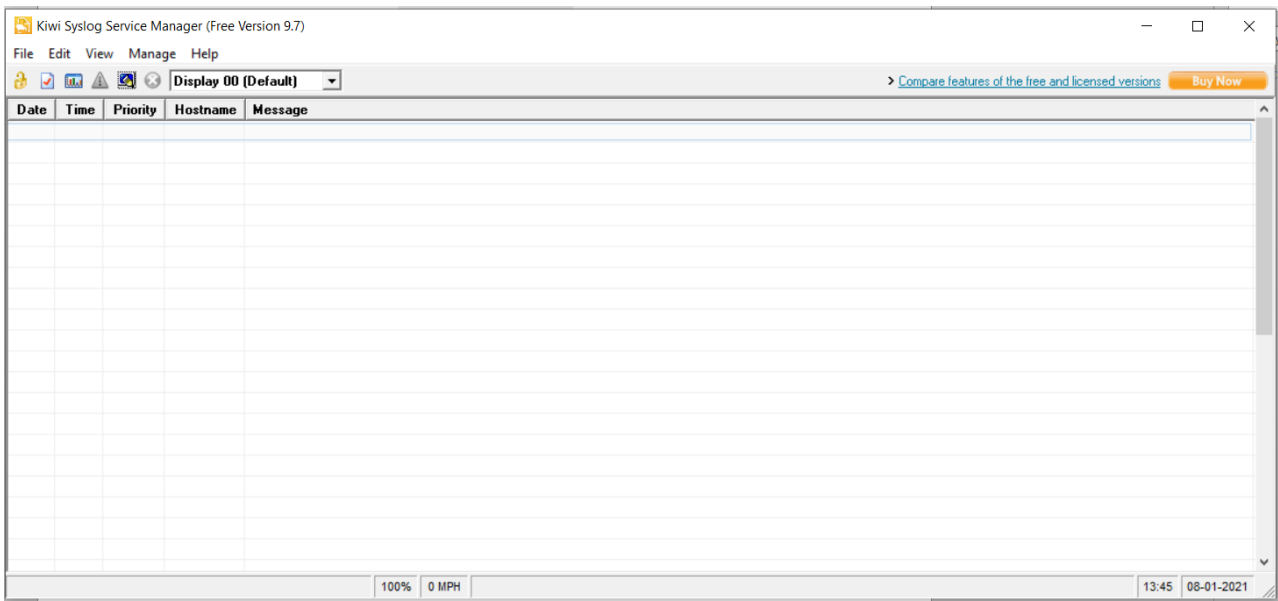 Kiwi Syslog Service Manager (Free Version 9.7)
File Edit View Manage Help
Display 00 (Default) > Compare features of the free and licensed versions Buy Now
Date Time Priority Hostname Message
100% 0 MPH 13:45 08-01-2021